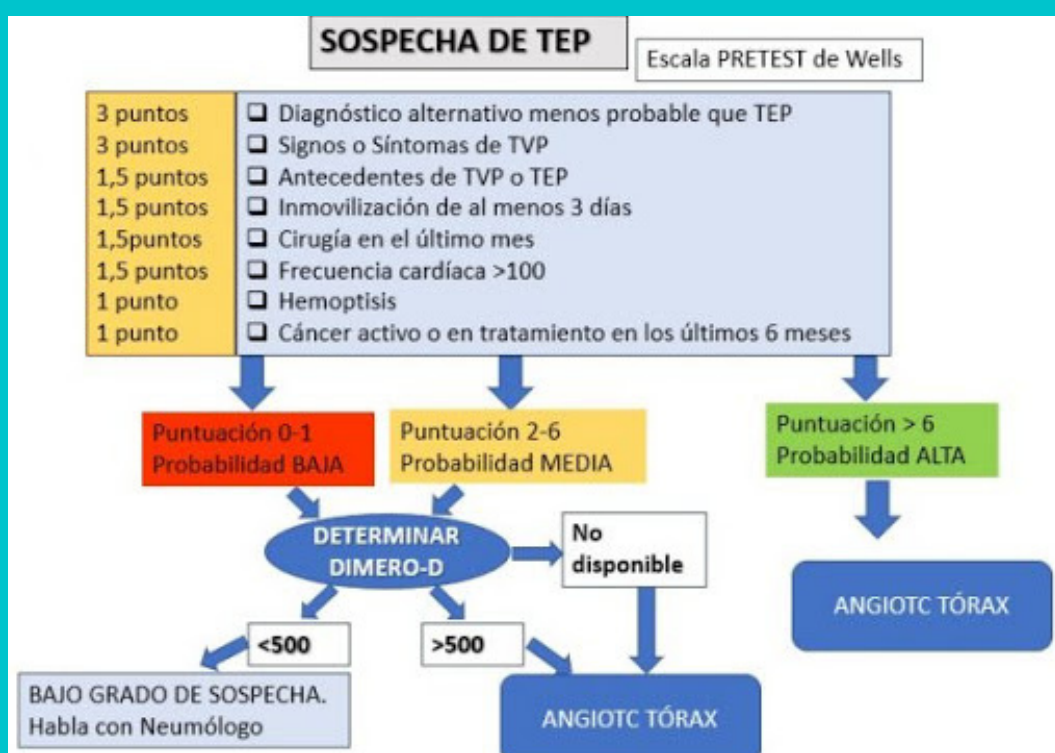 SOSPECHA DE TEP
Escala PRETEST de Wells
3 puntos ❑ Diagnóstico alternativo menos probable que TEP
3 puntos ❑ Signos o Síntomas de TVP
1,5 puntos ❑ Antecedentes de TVP o TEP
1,5 puntos ❑ Inmovilización de al menos 3 días
1,5puntos ❑ Cirugía en el último mes
1,5 puntos ❑ Frecuencia cardíaca >100
1 punto ❑ Hemoptisis
1 punto ❑ Cáncer activo o en tratamiento en los últimos 6 meses
Puntuación 0-1
Probabilidad BAJA
Puntuación 2-6
Probabilidad MEDIA
Puntuación > 6
Probabilidad ALTA
DETERMINAR
DIMERO-D
No
disponible
ANGIOTC TÓRAX
<500
>500
BAJO GRADO DE SOSPECHA.
Habla con Neumólogo
ANGIOTC TÓRAX